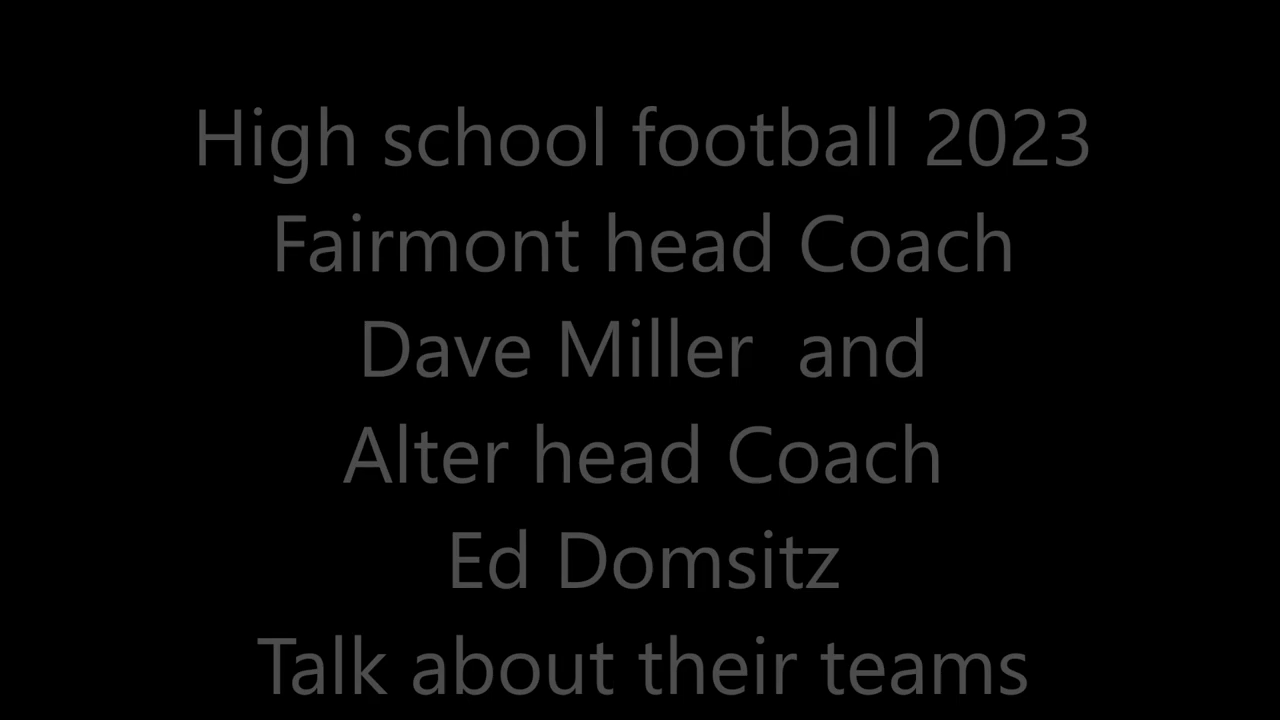 High school football 2023
Fairmont head Coach
Dave Miller  and
Alter head Coach
Ed Domsitz
Talk about their teams